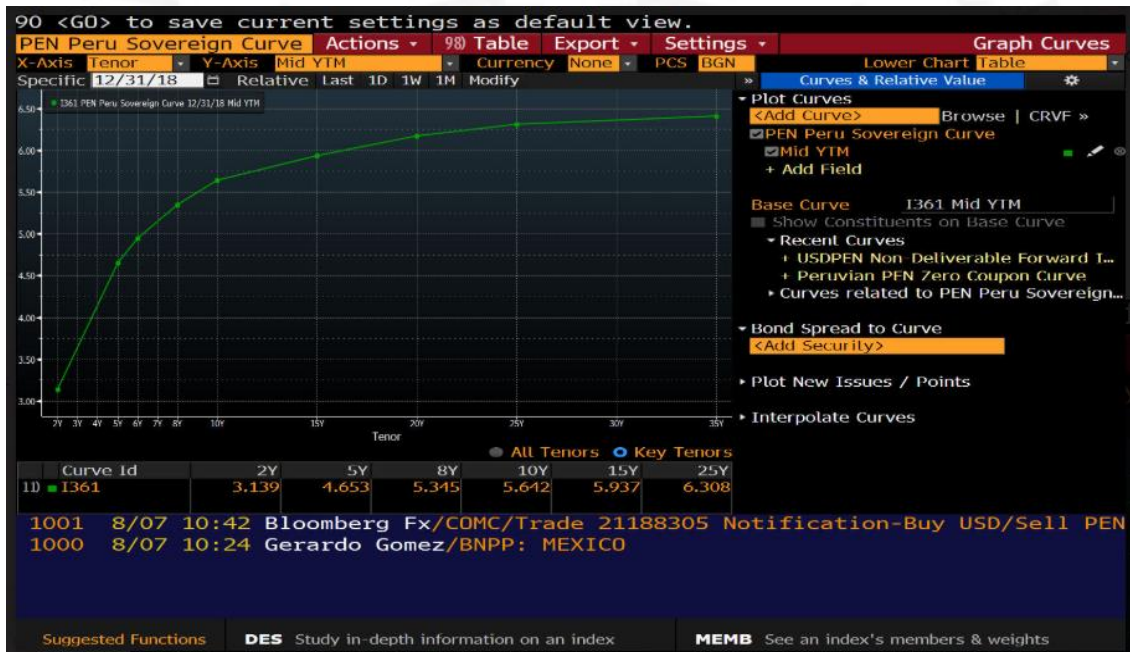 90 <GO> to save current settings as default view.
PEN Peru Sovereign Curve Actions 98) Table Export Settings Graph Curves
X-Axis Tenor Y-Axis Mid YTM Currency None PCS BGN Lower Chart Table
Specific 12/31/18 Relative Last 1D 1W 1M Modify » Curves & Relative Value
I361 PEN Peru Sovereign Curve 12/31/18 Mid YTM
6.50
6.00
5.50
5.00
4.50
4.00
3.50
3.00
2Y 3Y 4Y 5Y 6Y 7Y 8Y 10Y 15Y 20Y 25Y 30Y 35Y
Tenor
Plot Curves
<Add Curve> Browse | CRVF »
PEN Peru Sovereign Curve
Mid YTM
+ Add Field
Base Curve I361 Mid YTM
Show Constituents on Base Curve
Recent Curves
+ USDPEN Non-Deliverable Forward I...
+ Peruvian PEN Zero Coupon Curve
Curves related to PEN Peru Sovereign...
Bond Spread to Curve
<Add Security>
Plot New Issues / Points
Interpolate Curves
All Tenors Key Tenors
Curve Id 2Y 5Y 8Y 10Y 15Y 25Y
11) I361 3.139 4.653 5.345 5.642 5.937 6.308
1001 8/07 10:42 Bloomberg Fx/COMC/Trade 21188305 Notification-Buy USD/Sell PEN
1000 8/07 10:24 Gerardo Gomez/BNPP: MEXICO
Suggested Functions DES Study in-depth information on an index MEMB See an index's members & weights